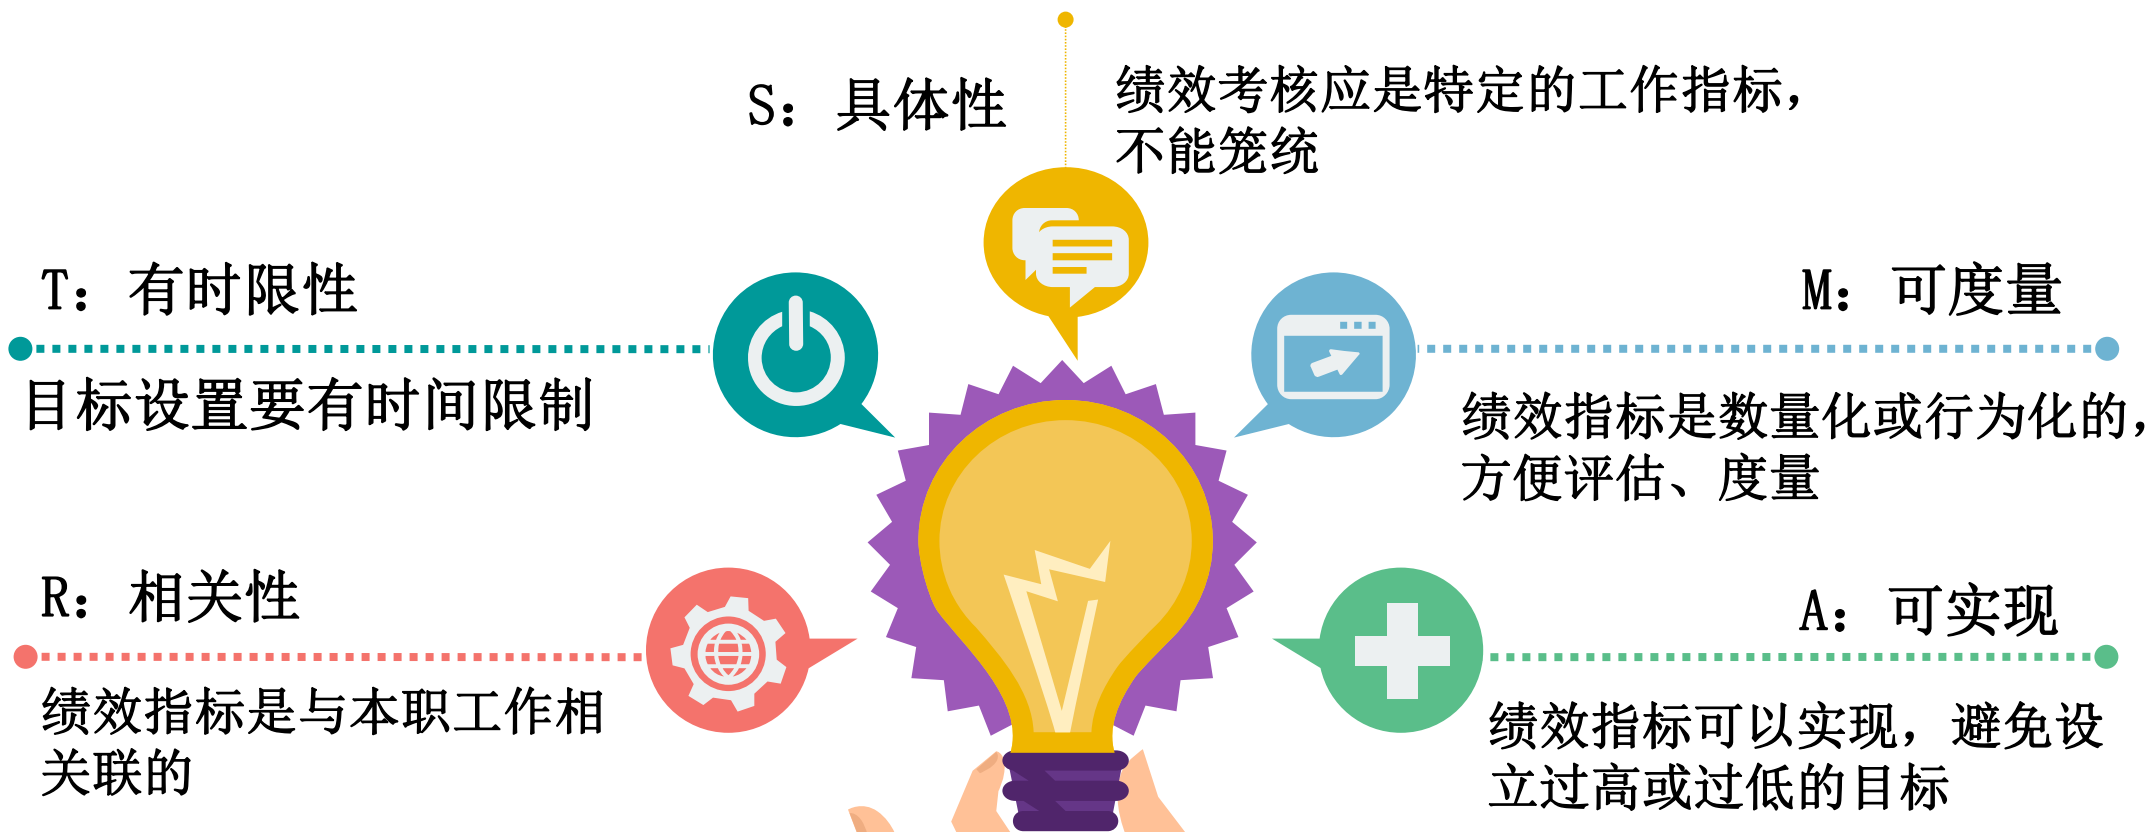 S：具体性
绩效考核应是特定的工作指标，
不能笼统
T：有时限性
目标设置要有时间限制
M：可度量
绩效指标是数量化或行为化的，
方便评估、度量
R：相关性
绩效指标是与本职工作相
关联的
A：可实现
绩效指标可以实现，避免设
立过高或过低的目标